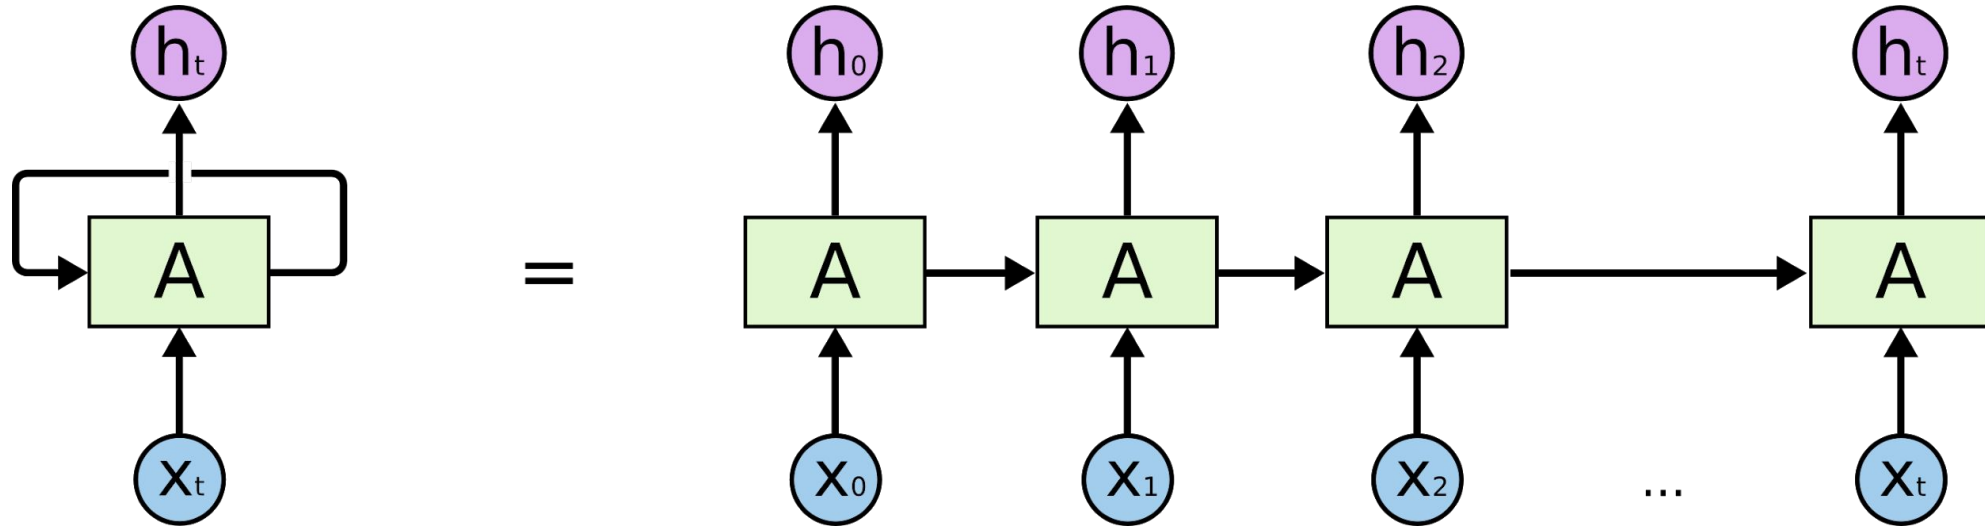 hₜ h₀ h₁ h₂ hₜ
A = A A A A
xₜ x₀ x₁ x₂ ... xₜ